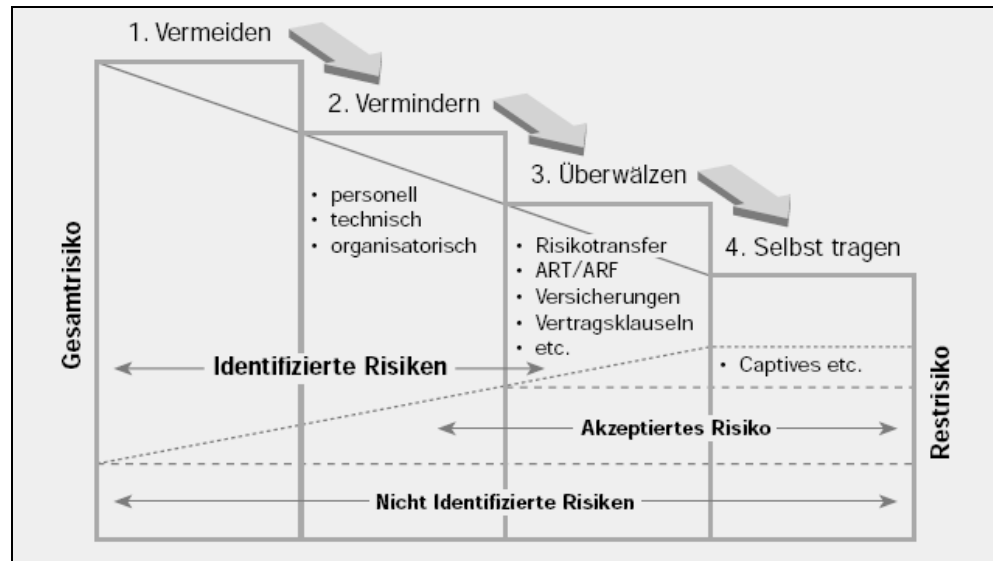 1. Vermeiden
2. Vermindern
• personell
• technisch
• organisatorisch
3. Überwälzen
• Risikotransfer
• ART/ARF
• Versicherungen
• Vertragsklauseln
• etc.
4. Selbst tragen
• Captives etc.
Gesamtrisiko
Identifizierte Risiken
Akzeptiertes Risiko
Nicht Identifizierte Risiken
Restrisiko